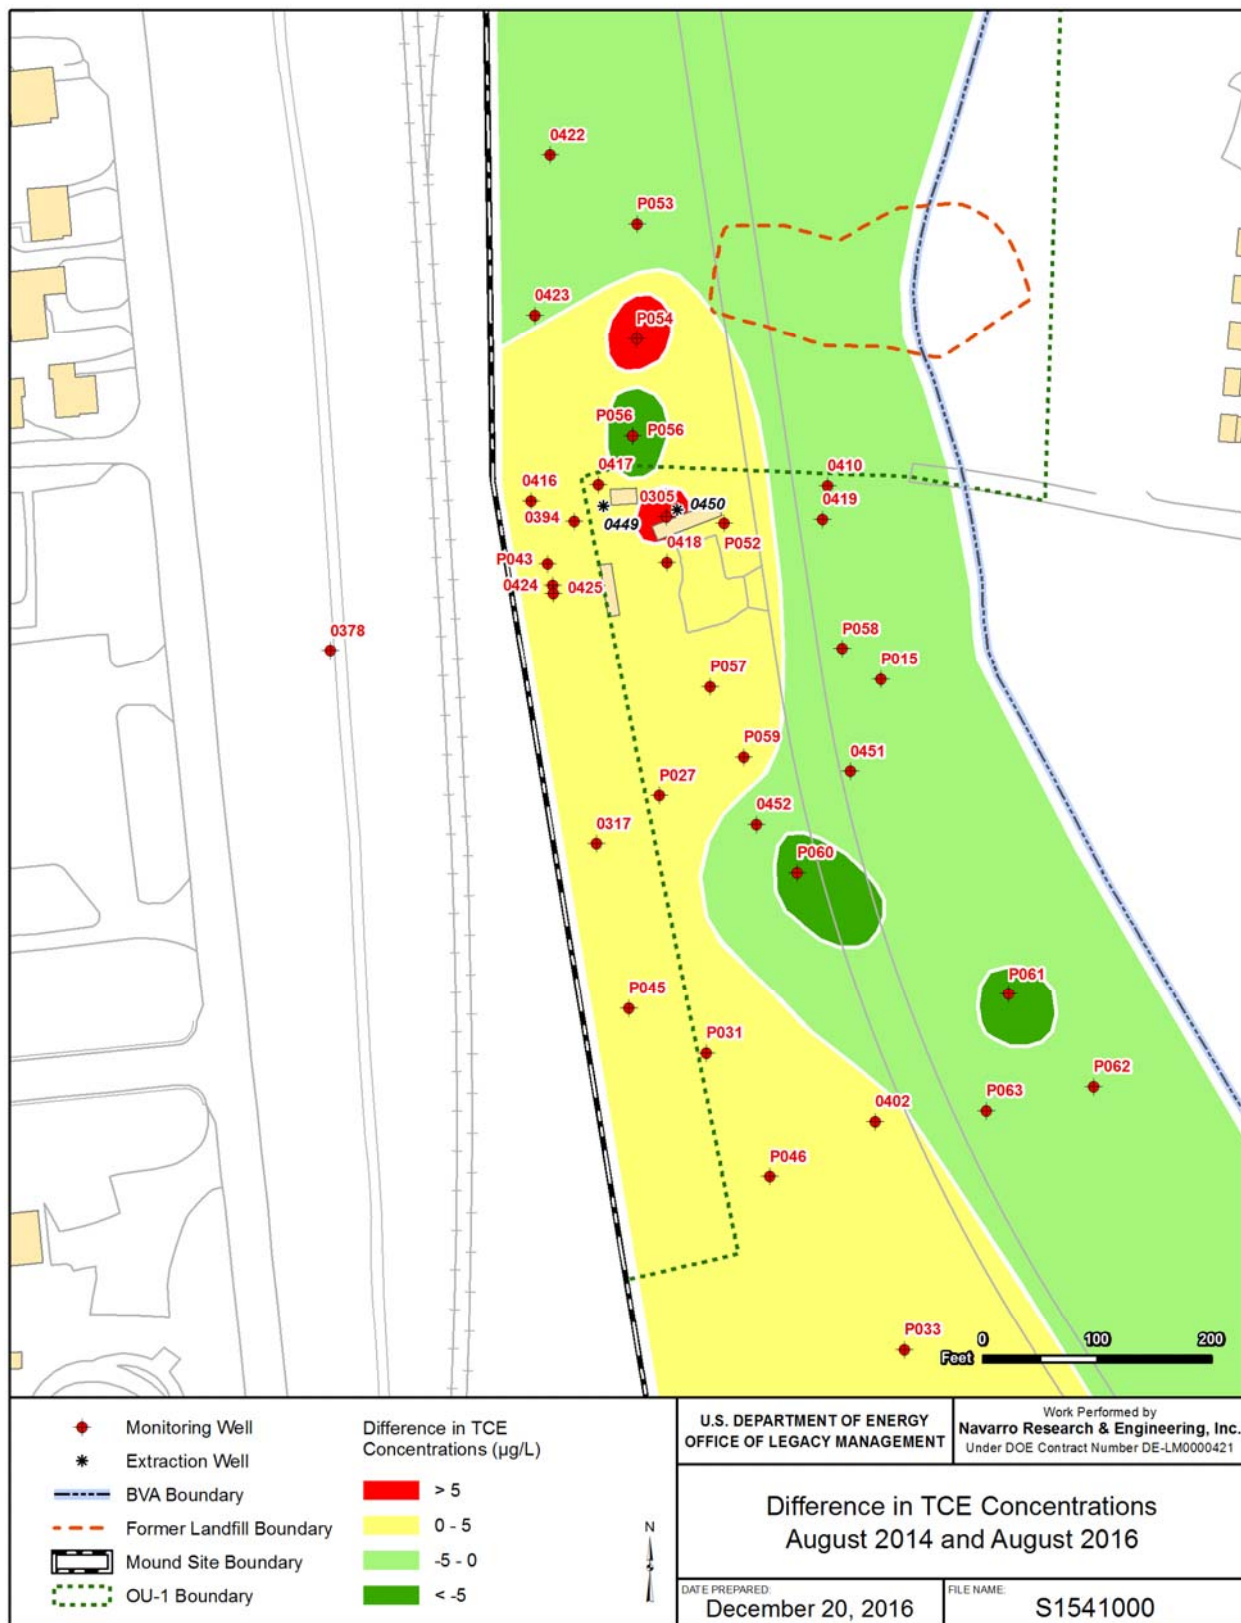 0422
P053
0423
P054
P056
P056
0417
0410
0416
0305
0450
0419
0394
0449
P052
0418
P043
0424
0425
0378
P058
P015
P057
P059
0451
P027
0452
0317
P060
P061
P045
P031
P062
P063
0402
P046
P033
0 100 200
Feet
Monitoring Well
Extraction Well
BVA Boundary
Former Landfill Boundary
Mound Site Boundary
OU-1 Boundary
Difference in TCE
Concentrations (µg/L)
> 5
0 - 5
-5 - 0
< -5
N
U.S. DEPARTMENT OF ENERGY
OFFICE OF LEGACY MANAGEMENT
Work Performed by
Navarro Research & Engineering, Inc.
Under DOE Contract Number DE-LM0000421
Difference in TCE Concentrations
August 2014 and August 2016
DATE PREPARED:
December 20, 2016
FILE NAME:
S1541000